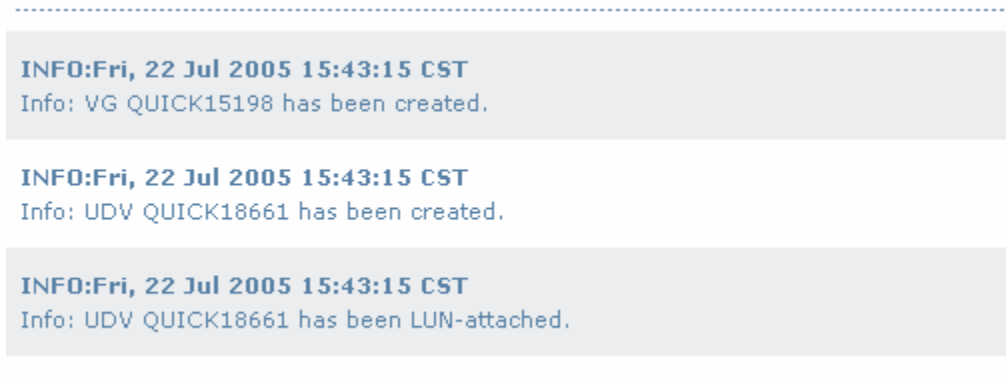 INFO:Fri, 22 Jul 2005 15:43:15 CST
Info: VG QUICK15198 has been created.
INFO:Fri, 22 Jul 2005 15:43:15 CST
Info: UDV QUICK18661 has been created.
INFO:Fri, 22 Jul 2005 15:43:15 CST
Info: UDV QUICK18661 has been LUN-attached.